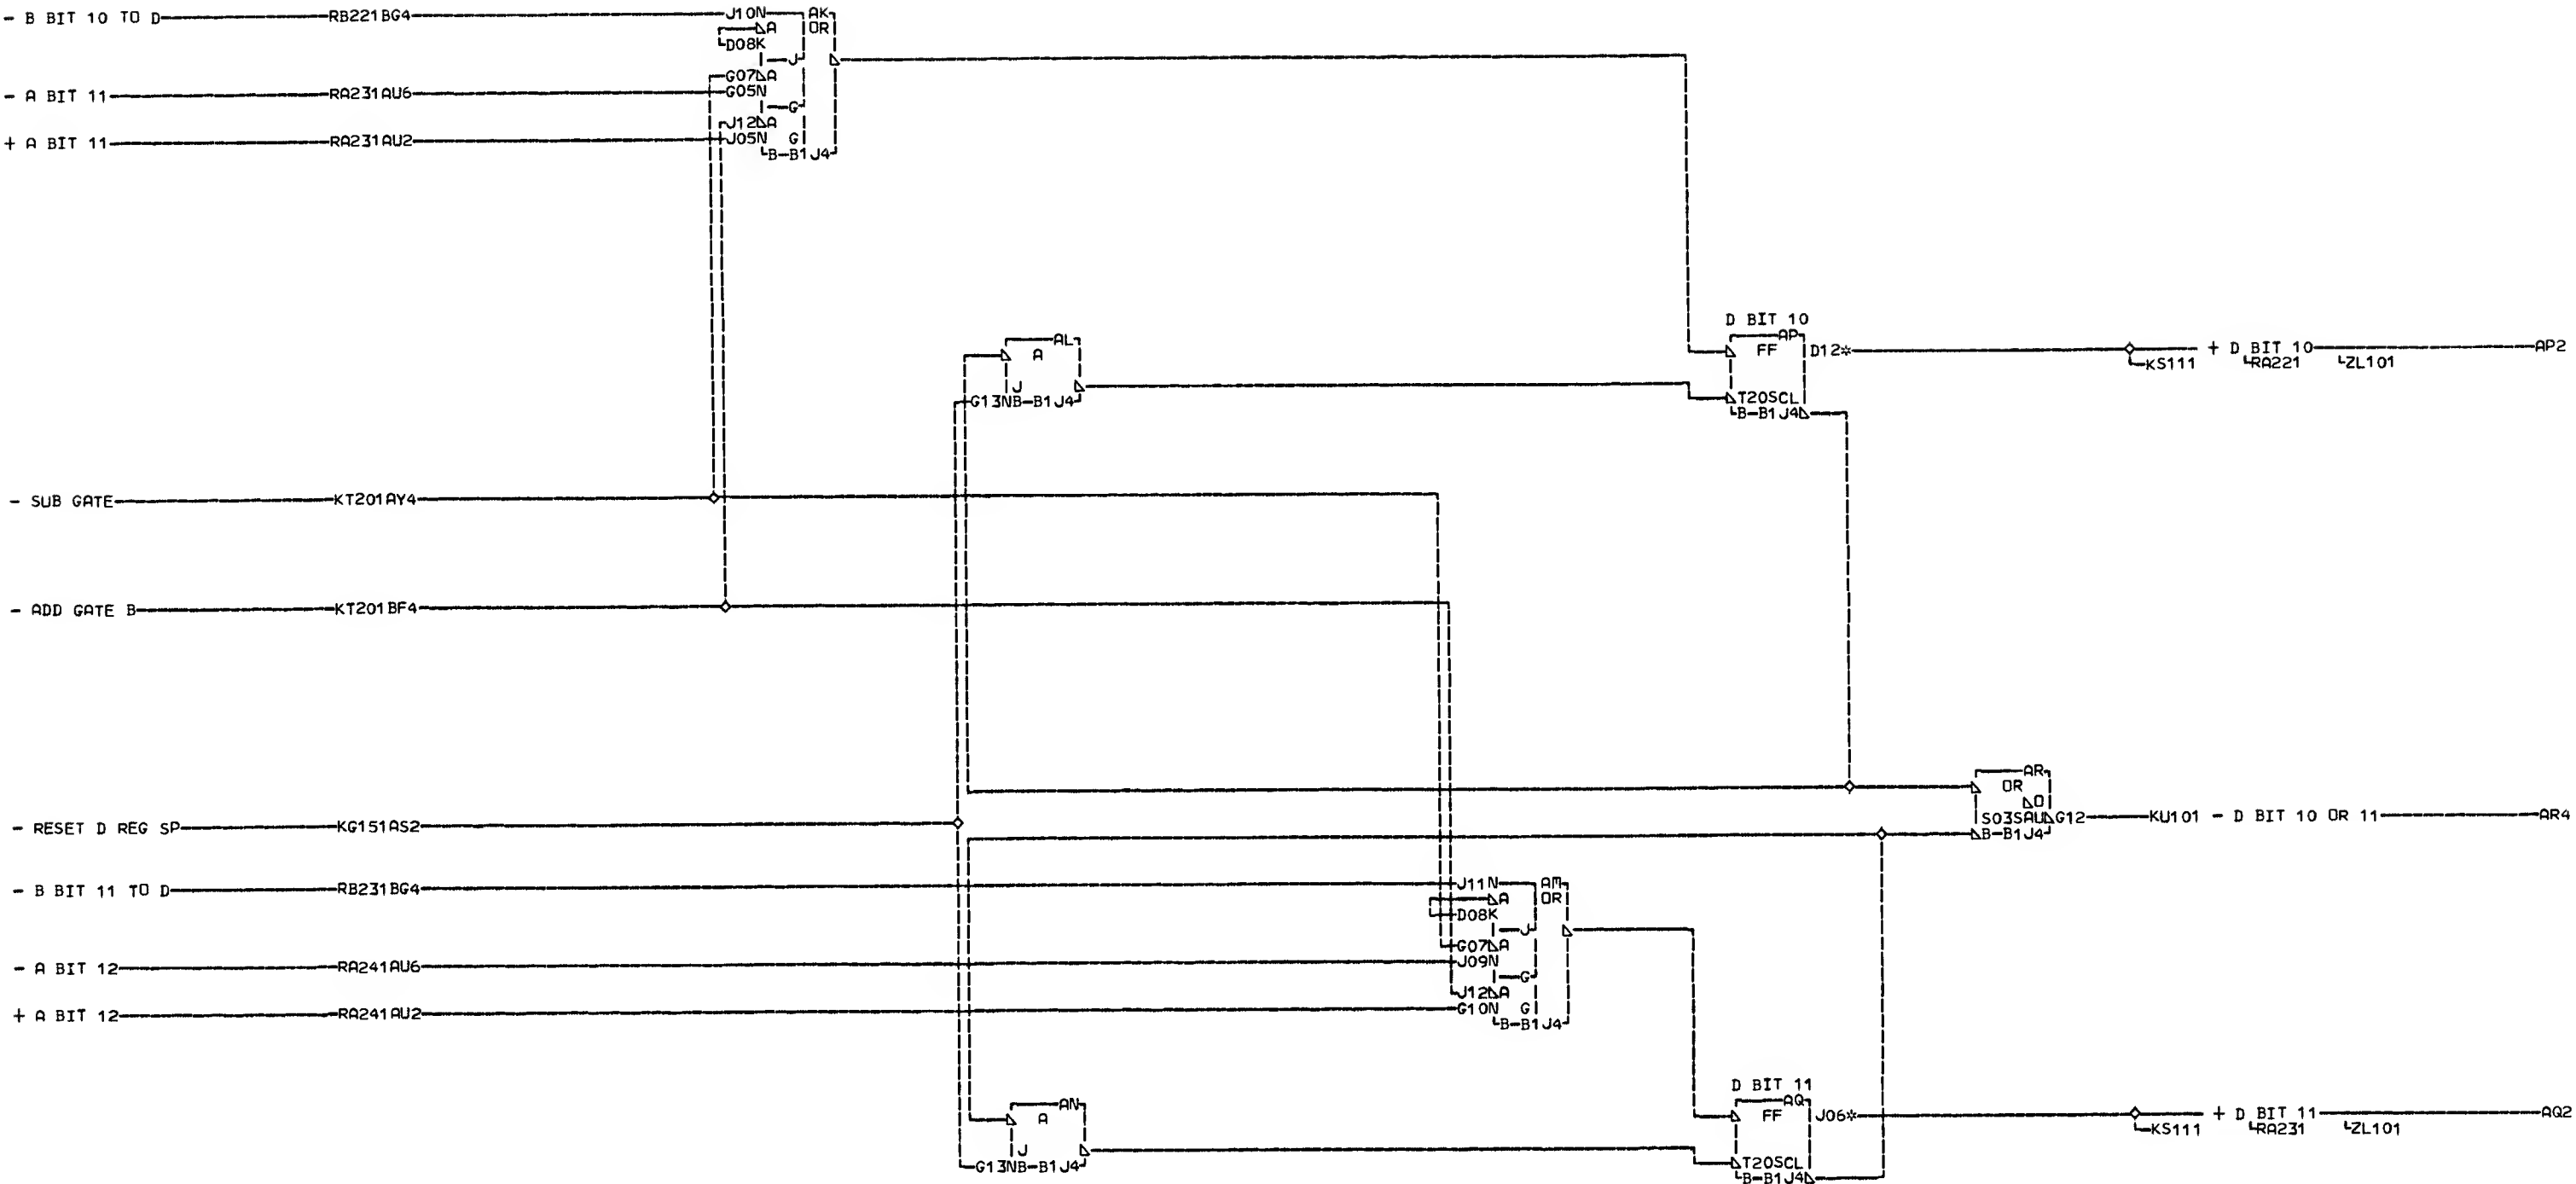 - B BIT 10 TO D RB221BG4 J10N AK
A OR
D08K
J
G07 A
- A BIT 11 RA231AU6 G05N
G
J12 A
+ A BIT 11 RA231AU2 J05N G
B-B1J4
D BIT 10
AL AP
A FF D12* + D BIT 10 AP2
KS111 RA221 ZL101
J
G13NB-B1J4 T20SCL
B-B1J4
- SUB GATE KT201AY4
- ADD GATE B KT201BF4
AR
OR
O
- RESET D REG SP KG151AS2 S03SAU G12 KU101 - D BIT 10 OR 11 AR4
B-B1J4
- B BIT 11 TO D RB231BG4 J11N AM
A OR
D08K
J
G07 A
- A BIT 12 RA241AU6 J09N
G
J12 A
+ A BIT 12 RA241AU2 G10N G
B-B1J4
D BIT 11
AN AQ
A FF J06* + D BIT 11 AQ2
KS111 RA231 ZL101
J
G13NB-B1J4 T20SCL
B-B1J4